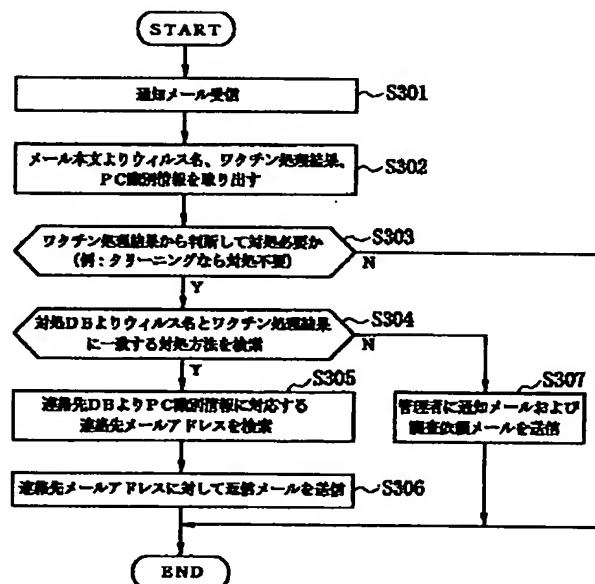 START
通知メール受信
S301
メール本文よりウィルス名、ワクチン処理結果、
PC識別情報を取り出す
S302
ワクチン処理結果から判断して対処必要か
(例：クリーニングなら対処不要)
S303
N
Y
対処DBよりウィルス名とワクチン処理結果
に一致する対処方法を検索
S304
N
Y
連絡先DBよりPC識別情報に対応する
連絡先メールアドレスを検索
S305
管理者に通知メールおよび
調査依頼メールを送信
S307
連絡先メールアドレスに対して返信メールを送信
S306
END